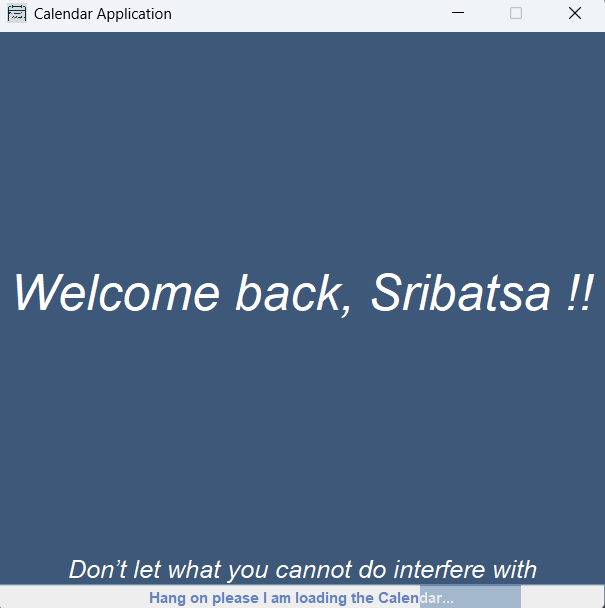 Calendar Application
Welcome back, Sribatsa !!
Don’t let what you cannot do interfere with
Hang on please I am loading the Calendar...